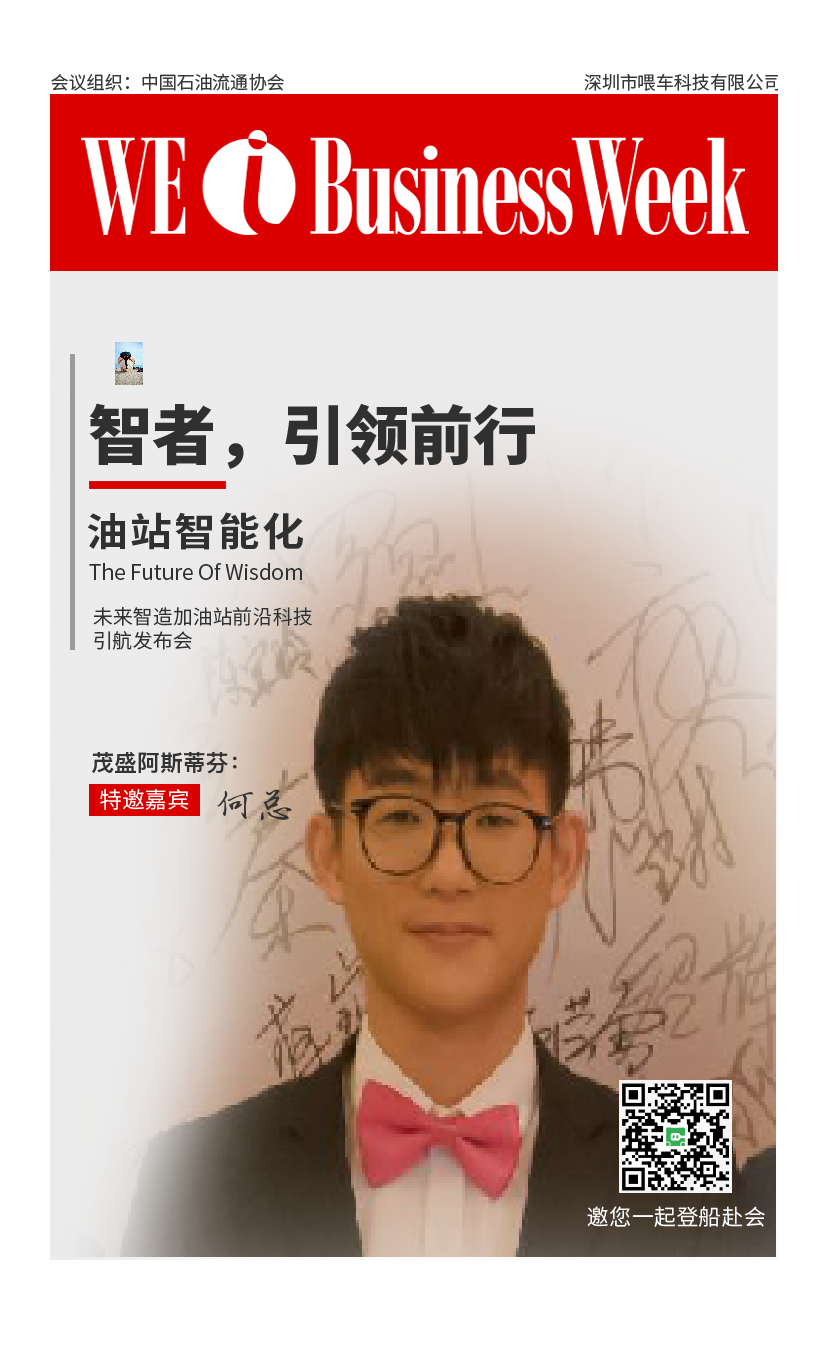 会议组织：中国石油流通协会
深圳市喂车科技有限公司
WE i BusinessWeek
智者，引领前行
油站智能化
The Future Of Wisdom
未来智造加油站前沿科技
引航发布会
茂盛阿斯蒂芬：
特邀嘉宾 何总
邀您一起登船赴会